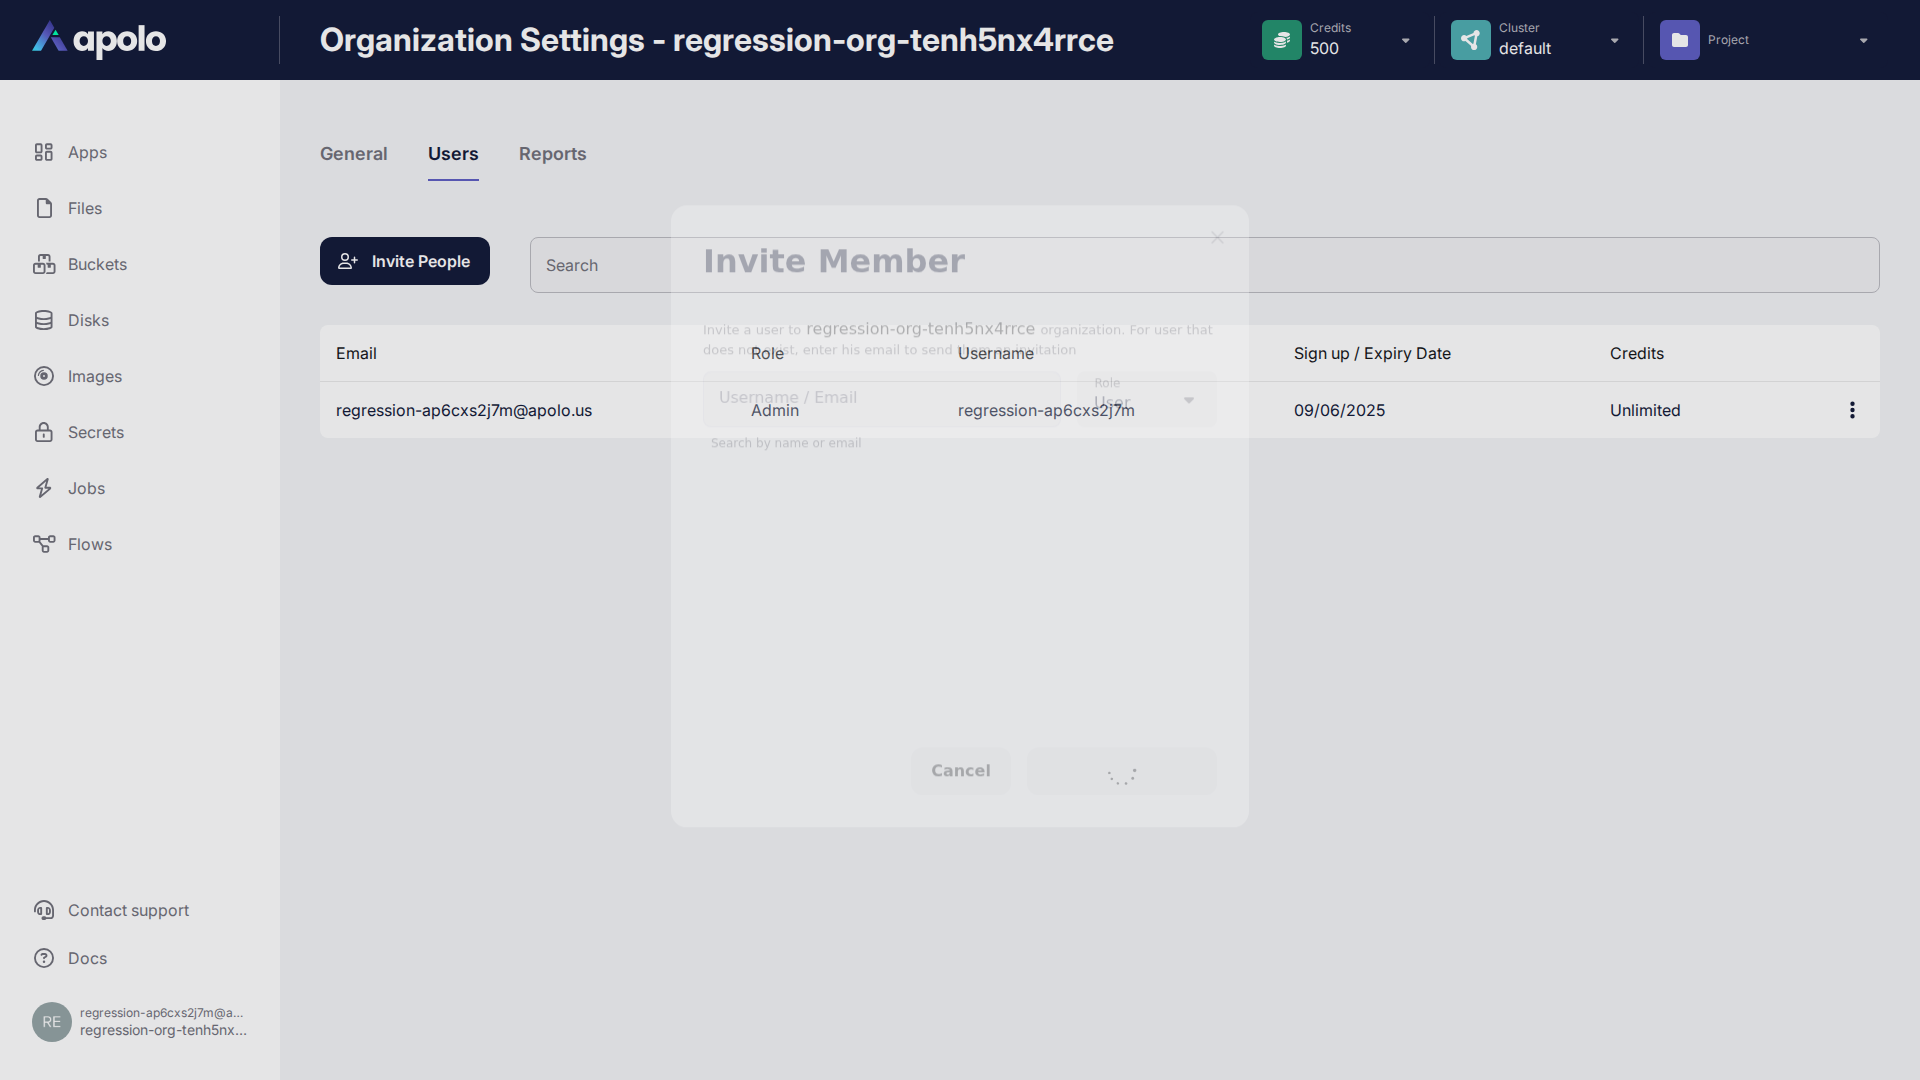 apolo
Organization Settings - regression-org-tenh5nx4rrce
Credits
500
Cluster
default
Project
Apps
Files
Buckets
Disks
Images
Secrets
Jobs
Flows
Contact support
Docs
RE
regression-ap6cxs2j7m@a...
regression-org-tenh5nx...
General
Users
Reports
Invite People
Search
Email
Role
Username
Sign up / Expiry Date
Credits
regression-ap6cxs2j7m@apolo.us
Admin
regression-ap6cxs2j7m
09/06/2025
Unlimited
Invite Member
Invite a user to regression-org-tenh5nx4rrce organization. For user that
does not exist, enter his email to send them an invitation
Username / Email
Role
User
Search by name or email
Cancel